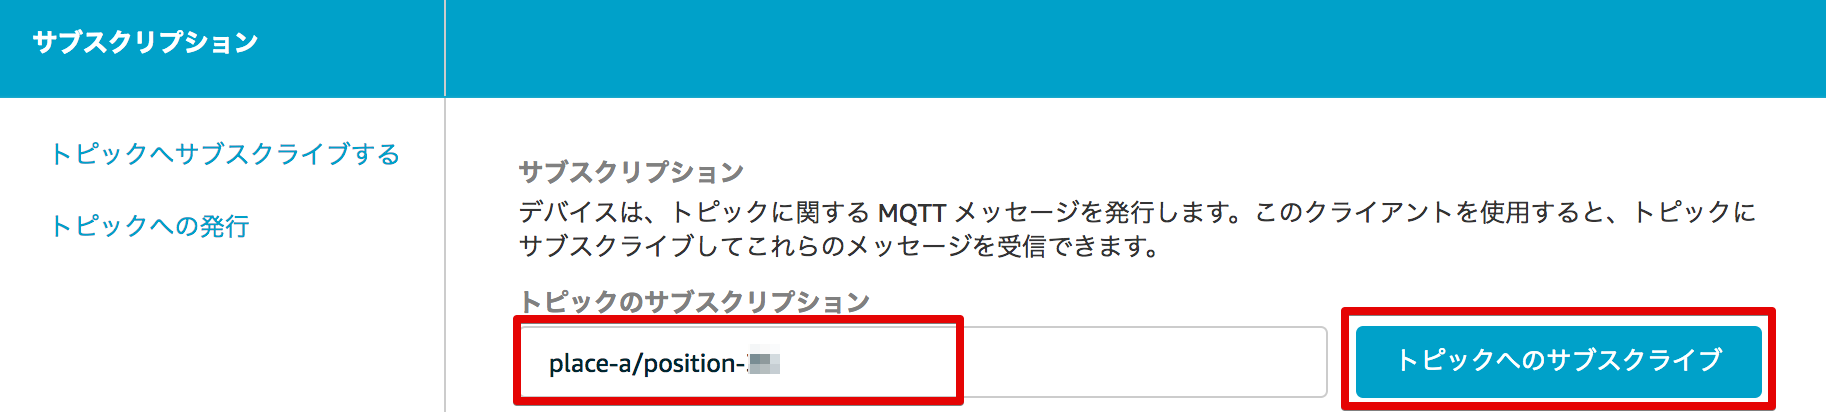 サブスクリプション
トピックへサブスクライブする
トピックへの発行
サブスクリプション
デバイスは、トピックに関する MQTT メッセージを発行します。このクライアントを使用すると、トピックに
サブスクライブしてこれらのメッセージを受信できます。
トピックのサブスクリプション
place-a/position-
トピックへのサブスクライブ